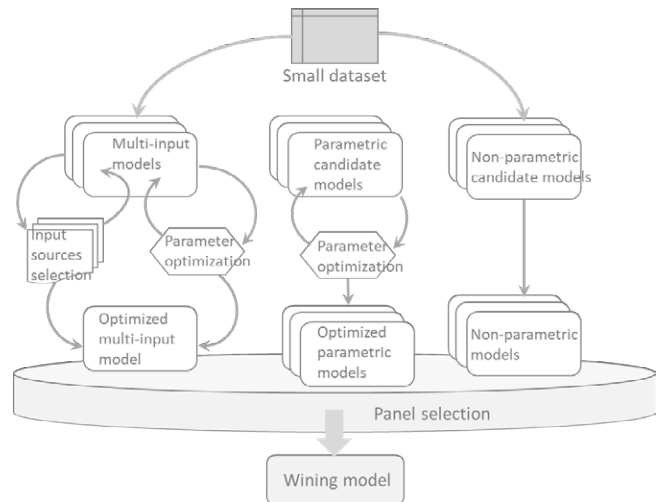 Small dataset
Multi-input
models
Parametric
candidate
models
Non-parametric
candidate models
Input
sources
selection
Parameter
optimization
Parameter
optimization
Optimized
multi-input
model
Optimized
parametric
models
Non-parametric
models
Panel selection
Wining model